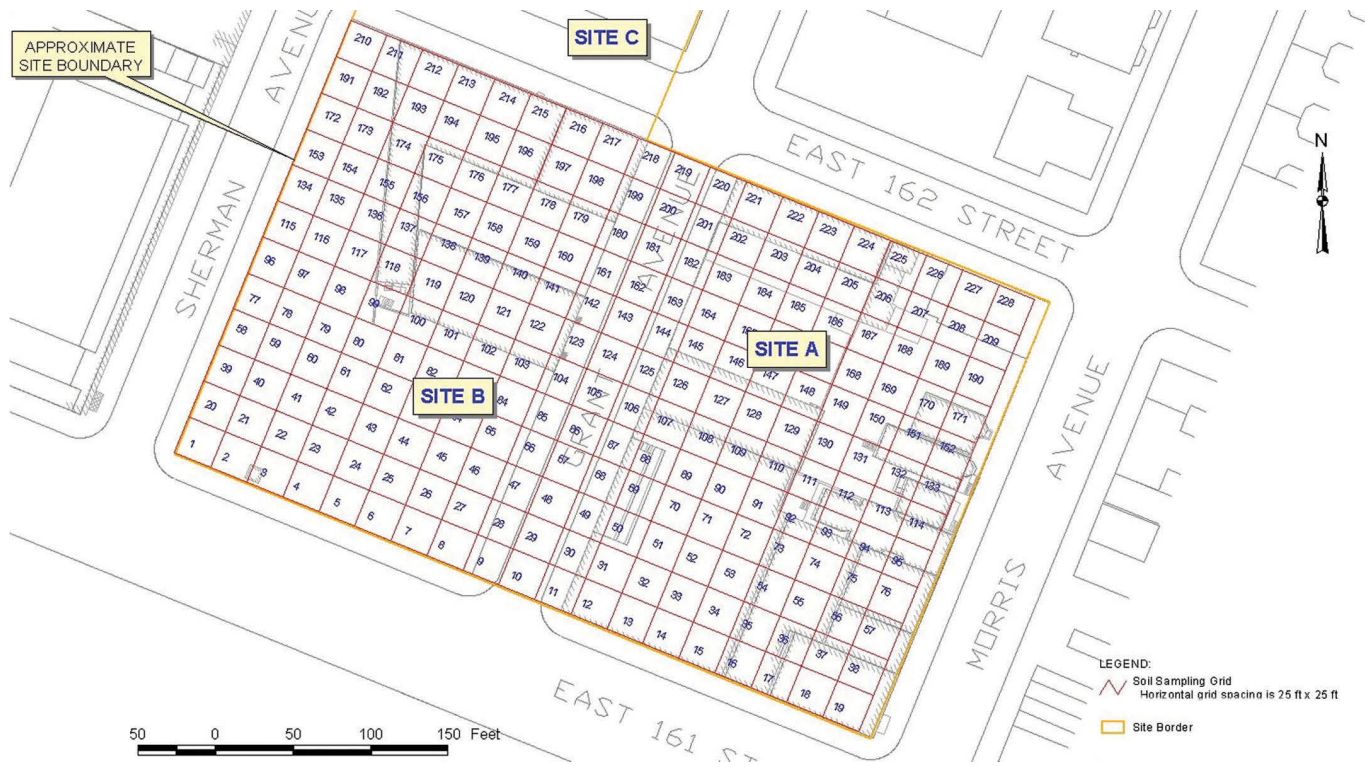 APPROXIMATE
SITE BOUNDARY
SITE C
SHERMAN AVENUE
EAST 162 STREET
N
210 211 212 213 214 215 216 217 218 219 220 221 222 223 224 225 226 227 228
191 192 193 194 195 196 197 198 199 200 201 202 203 204 205 206 207 208 209
172 173 174 175 176 177 178 179 180 181 182 183 184 185 186 187 188 189 190
153 154 155 156 157 158 159 160 161 162 163 164 168 169 170 171
134 135 136 137 138 139 140 141 142 143 144 145 146 147 148 149 150 151 152
115 116 117 118 119 120 121 122 123 124 125 126 127 128 129 130 131 132 133
96 97 98 99 100 101 102 103 104 105 106 107 108 109 110 111 112 113 114
77 78 79 80 81 82 84 85 86 87 88 89 90 91 92 93 94 95
58 59 60 61 62 65 66 67 68 69 70 71 72 73 74 75 76
39 40 41 42 43 44 45 46 47 48 49 50 51 52 53 54 55 56 57
20 21 22 23 24 25 26 27 28 29 30 31 32 33 34 35 36 37 38
1 2 3 4 5 6 7 8 9 10 11 12 13 14 15 16 17 18 19
GRANT AVENUE
SITE A
SITE B
MORRIS AVENUE
EAST 161 ST
LEGEND:
Soil Sampling Grid
Horizontal grid spacing is 25 ft x 25 ft
Site Border
50 0 50 100 150 Feet